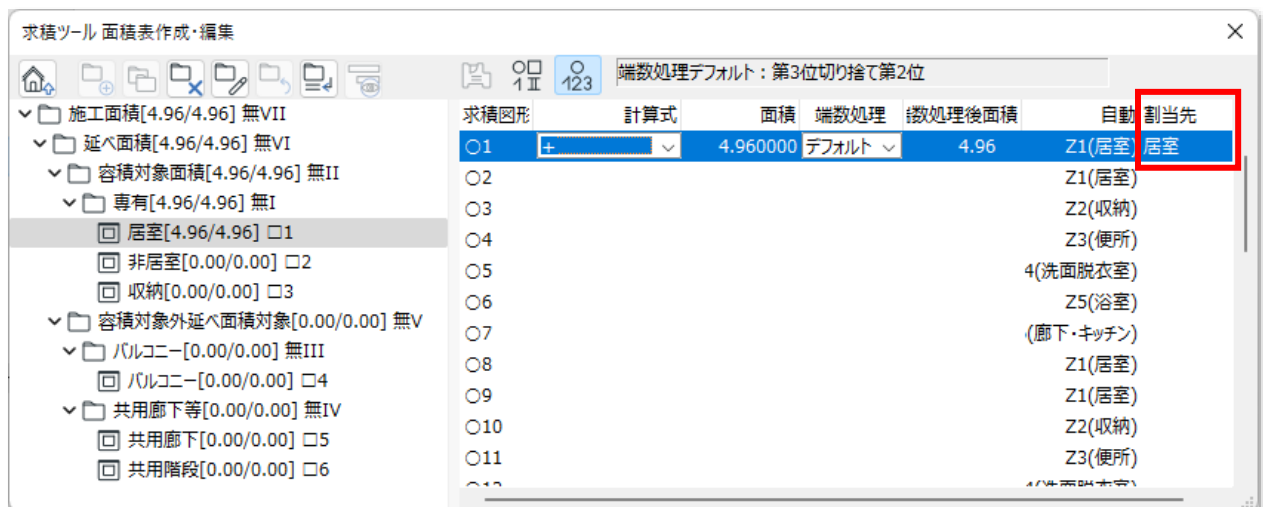 求積ツール 面積表作成・編集
端数処理デフォルト：第3位切り捨て第2位
施工面積[4.96/4.96] 無VII
延べ面積[4.96/4.96] 無VI
容積対象面積[4.96/4.96] 無II
専有[4.96/4.96] 無I
居室[4.96/4.96] □1
非居室[0.00/0.00] □2
収納[0.00/0.00] □3
容積対象外延べ面積対象[0.00/0.00] 無V
バルコニー[0.00/0.00] 無III
バルコニー[0.00/0.00] □4
共用廊下等[0.00/0.00] 無IV
共用廊下[0.00/0.00] □5
共用階段[0.00/0.00] □6
求積図形 計算式 面積 端数処理 数処理後面積 自動 割当先
○1 + 4.960000 デフォルト 4.96 Z1(居室) 居室
○2 Z1(居室)
○3 Z2(収納)
○4 Z3(便所)
○5 4(洗面脱衣室)
○6 Z5(浴室)
○7 (廊下・キッチン)
○8 Z1(居室)
○9 Z1(居室)
○10 Z2(収納)
○11 Z3(便所)
○12 4(洗面脱衣室)